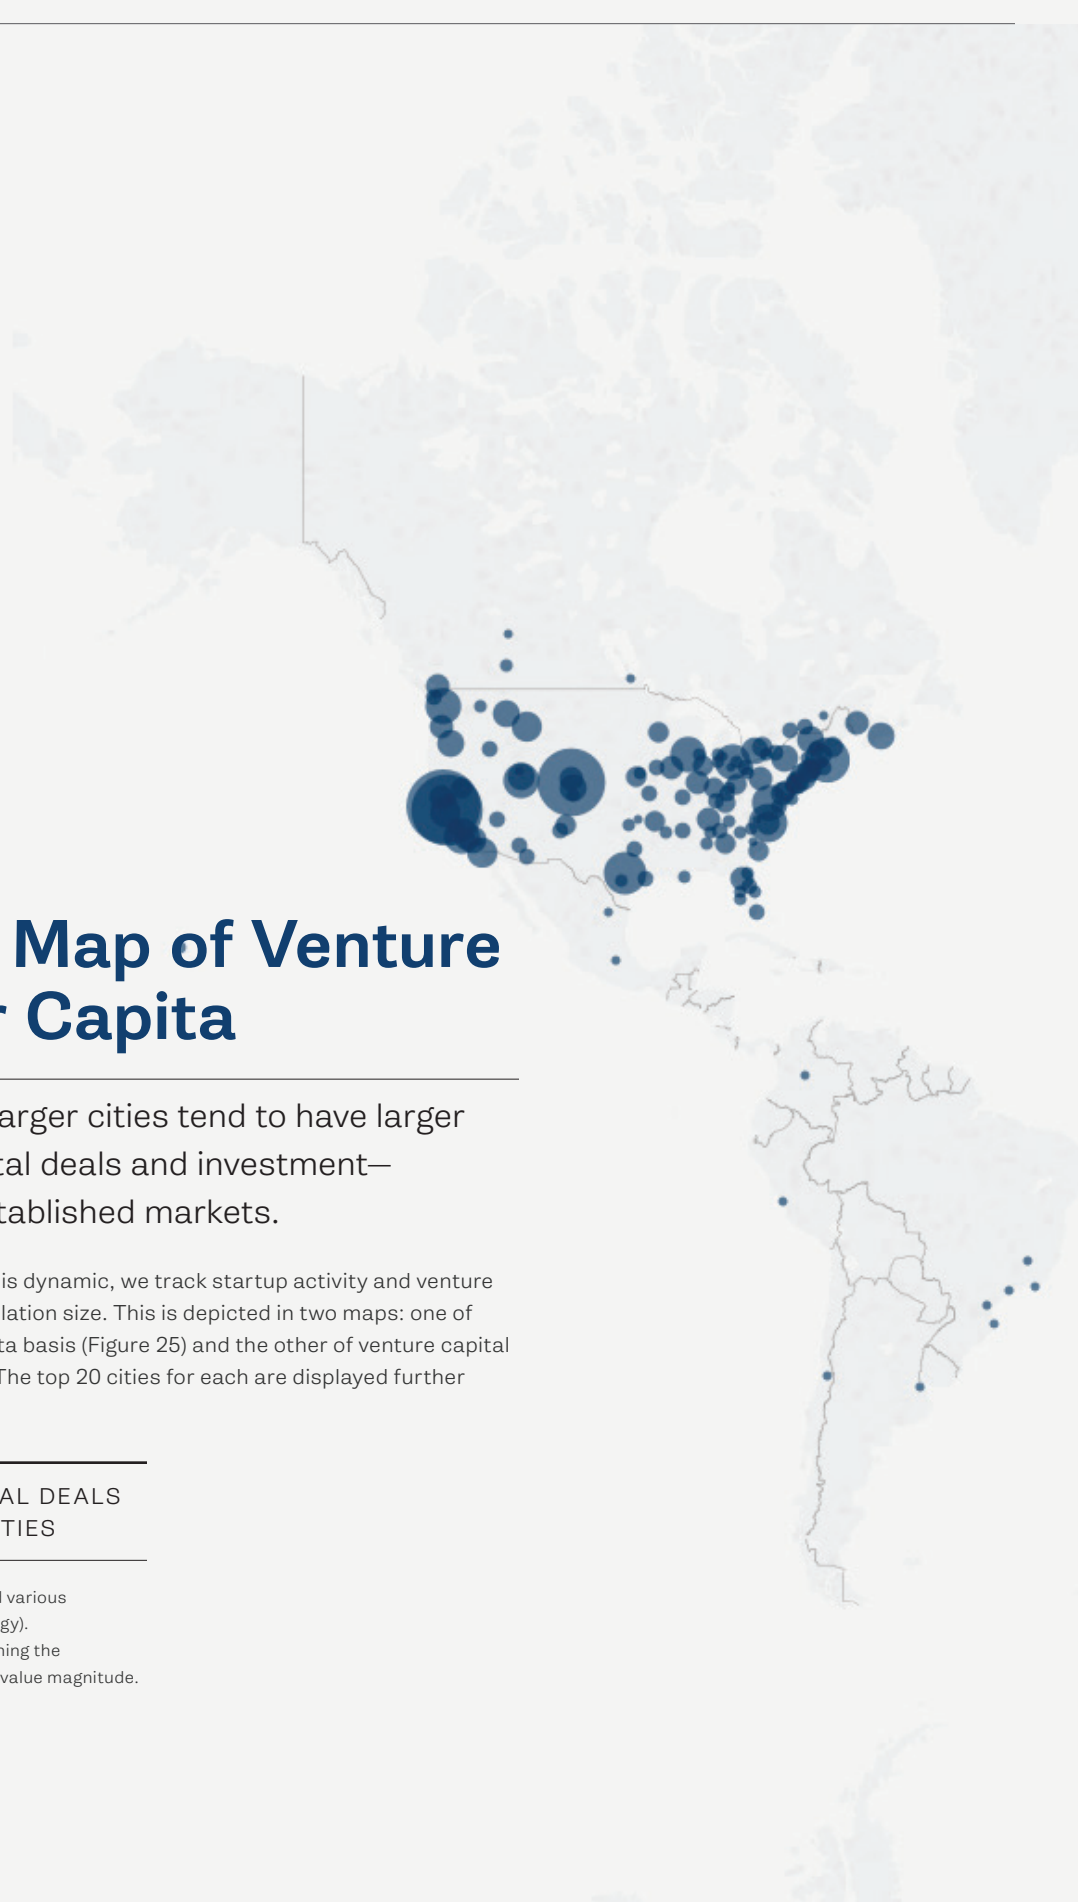 Map of Venture
r Capita
arger cities tend to have larger
tal deals and investment—
tablished markets.
is dynamic, we track startup activity and venture
lation size. This is depicted in two maps: one of
ta basis (Figure 25) and the other of venture capital
The top 20 cities for each are displayed further
AL DEALS
TIES
l various
gy).
ning the
value magnitude.